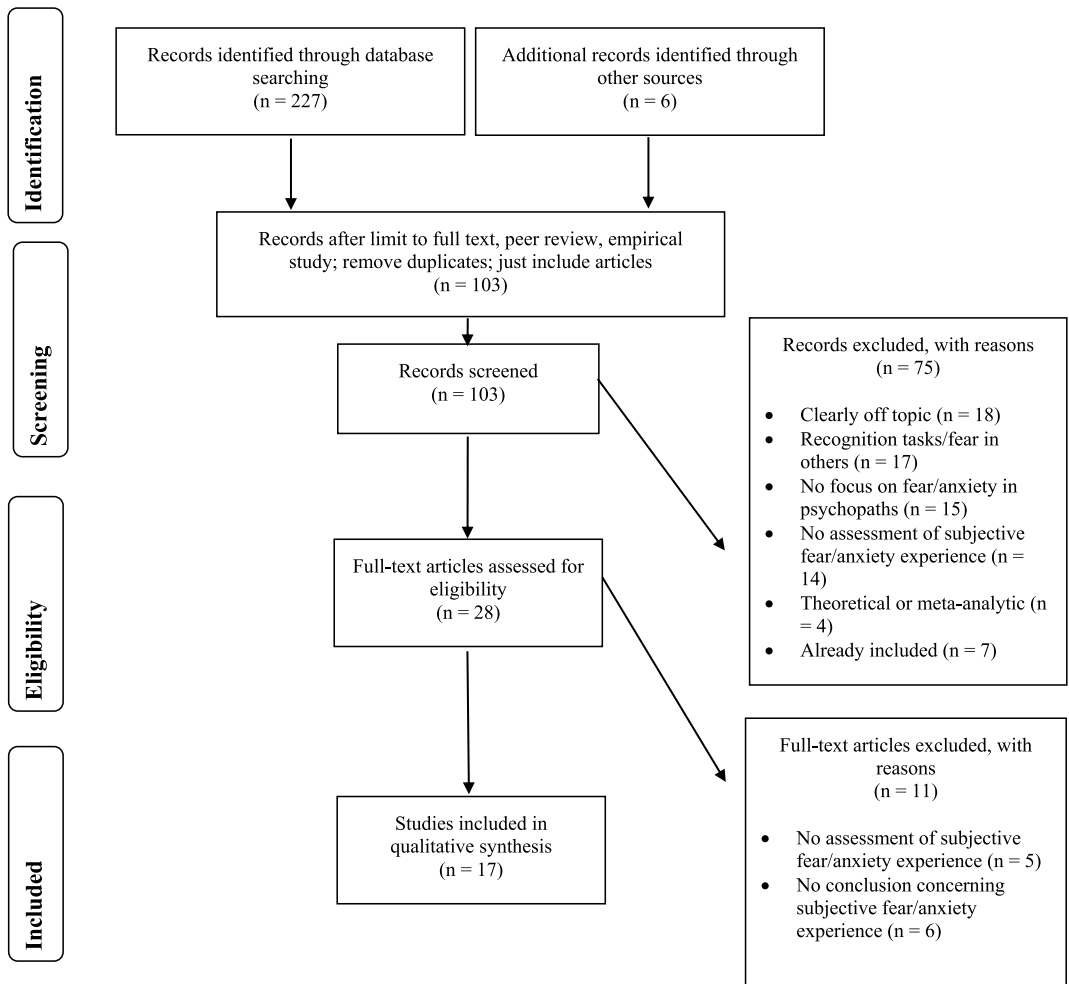 Identification
Records identified through database
searching
(n = 227)
Additional records identified through
other sources
(n = 6)
Records after limit to full text, peer review, empirical
study; remove duplicates; just include articles
(n = 103)
Screening
Records screened
(n = 103)
Records excluded, with reasons
(n = 75)
• Clearly off topic (n = 18)
• Recognition tasks/fear in
others (n = 17)
• No focus on fear/anxiety in
psychopaths (n = 15)
• No assessment of subjective
fear/anxiety experience (n =
14)
• Theoretical or meta-analytic (n
= 4)
• Already included (n = 7)
Eligibility
Full-text articles assessed for
eligibility
(n = 28)
Full-text articles excluded, with
reasons
(n = 11)
• No assessment of subjective
fear/anxiety experience (n = 5)
• No conclusion concerning
subjective fear/anxiety
experience (n = 6)
Included
Studies included in
qualitative synthesis
(n = 17)